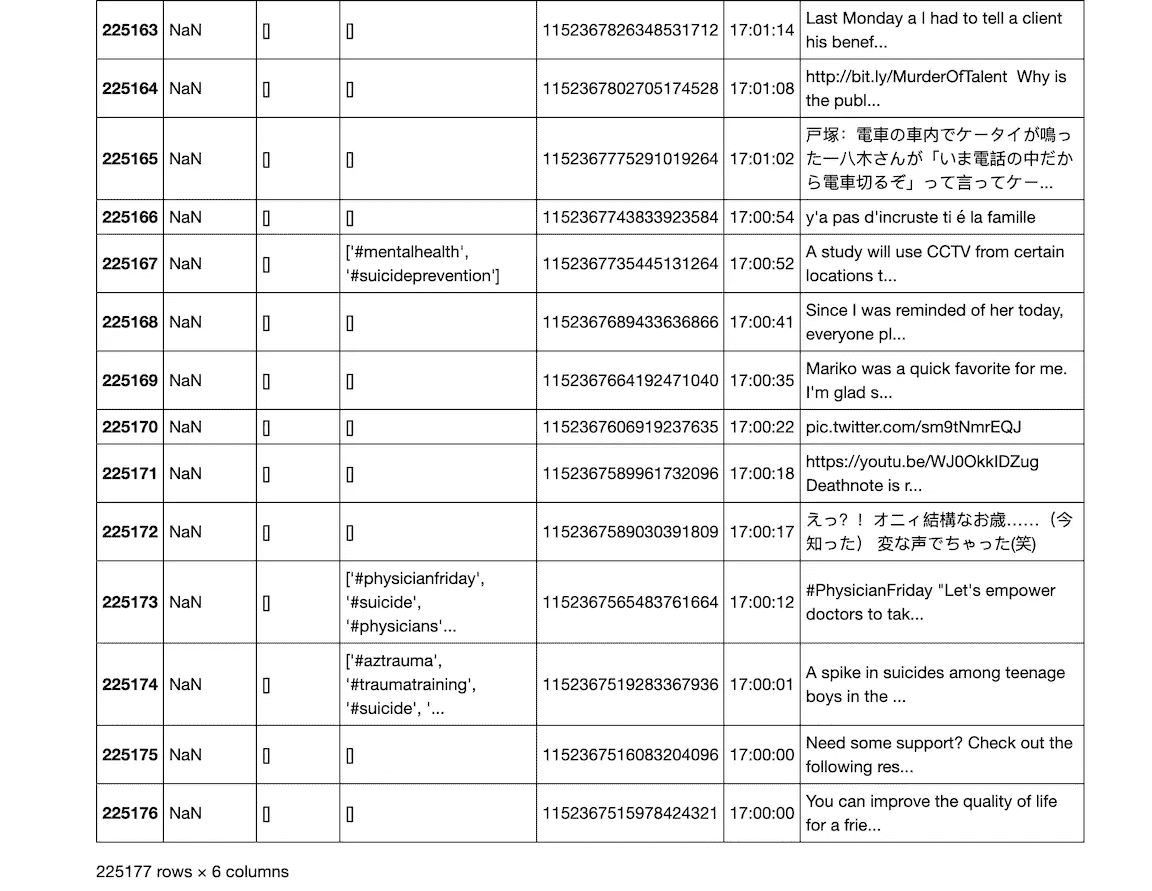 225163 NaN [] [] 1152367826348531712 17:01:14 Last Monday a I had to tell a client
his benef...
225164 NaN [] [] 1152367802705174528 17:01:08 http://bit.ly/MurderOfTalent Why is
the publ...
225165 NaN [] [] 1152367775291019264 17:01:02 戸塚：電車の車内でケータイが鳴っ
た一八木さんが「いま電話の中だか
ら電車切るぞ」って言ってケー...
225166 NaN [] [] 1152367743833923584 17:00:54 y'a pas d'incruste ti é la famille
225167 NaN [] ['#mentalhealth',
'#suicideprevention'] 1152367735445131264 17:00:52 A study will use CCTV from certain
locations t...
225168 NaN [] [] 1152367689433636866 17:00:41 Since I was reminded of her today,
everyone pl...
225169 NaN [] [] 1152367664192471040 17:00:35 Mariko was a quick favorite for me.
I'm glad s...
225170 NaN [] [] 1152367606919237635 17:00:22 pic.twitter.com/sm9tNmrEQJ
225171 NaN [] [] 1152367589961732096 17:00:18 https://youtu.be/WJ0OkkIDZug
Deathnote is r...
225172 NaN [] [] 1152367589030391809 17:00:17 えっ？！ オニィ結構なお歳……（今
知った） 変な声でちゃった(笑)
225173 NaN [] ['#physicianfriday',
'#suicide',
'#physicians'... 1152367565483761664 17:00:12 #PhysicianFriday "Let's empower
doctors to tak...
225174 NaN [] ['#aztrauma',
'#traumatraining',
'#suicide', '... 1152367519283367936 17:00:01 A spike in suicides among teenage
boys in the ...
225175 NaN [] [] 1152367516083204096 17:00:00 Need some support? Check out the
following res...
225176 NaN [] [] 1152367515978424321 17:00:00 You can improve the quality of life
for a frie...
225177 rows × 6 columns